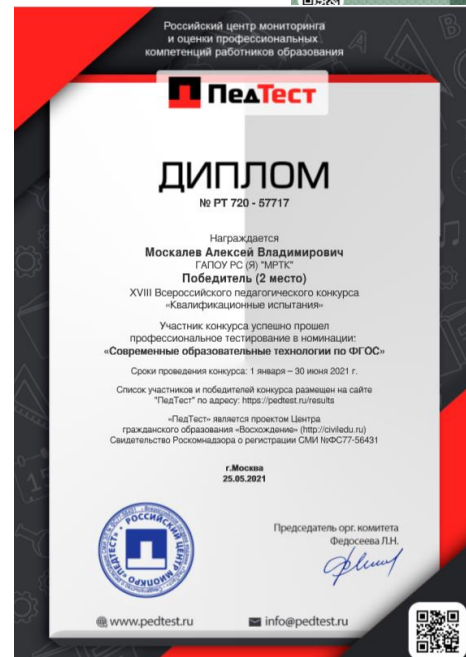 Российский центр мониторинга
и оценки профессиональных
компетенций работников образования
ПедТест
ДИПЛОМ
№ РТ 720 - 57717
Награждается
Москалев Алексей Владимирович
ГАПОУ РС (Я) "МРТК"
Победитель (2 место)
XVIII Всероссийского педагогического конкурса
«Квалификационные испытания»
Участник конкурса успешно прошел
профессиональное тестирование в номинации:
«Современные образовательные технологии по ФГОС»
Сроки проведения конкурса: 1 января – 30 июня 2021 г.
Список участников и победителей конкурса размещен на сайте
"ПедТест" по адресу: https://pedtest.ru/results
«ПедТест» является проектом Центра
гражданского образования «Восхождение» (http://civiledu.ru)
Свидетельство Роскомнадзора о регистрации СМИ №ФС77-56431
г.Москва
25.05.2021
РОССИЙСКИЙ ЦЕНТР МИОПКРО «ПЕДТЕСТ»
Председатель орг. комитета
Федосеева Л.Н.
www.pedtest.ru
info@pedtest.ru